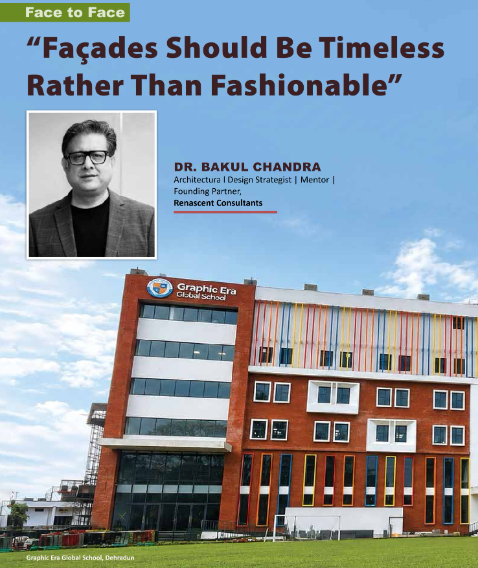 Face to Face
“Façades Should Be Timeless
Rather Than Fashionable”
DR. BAKUL CHANDRA
Architectural Design Strategist | Mentor |
Founding Partner,
Renascent Consultants
Graphic Era
Global School
Graphic Era Global School, Dehradun